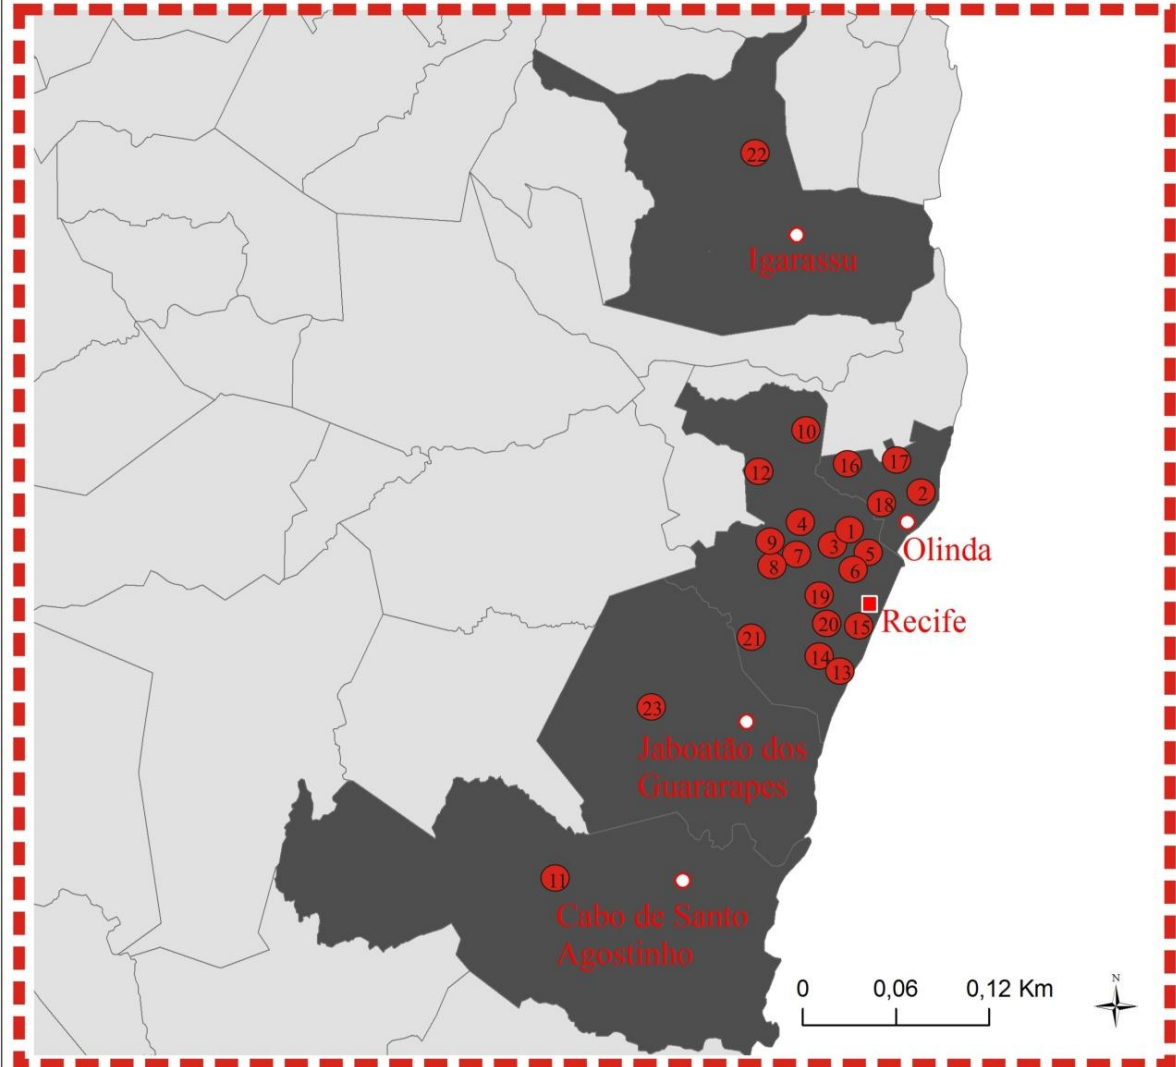 22
Igarassu
10
16
17
12
2
18
4
1
9
3
5
Olinda
7
8
6
19
Recife
20
15
21
14
13
23
Jaboatão dos
Guararapes
11
Cabo de Santo
Agostinho
0 0,06 0,12 Km
N